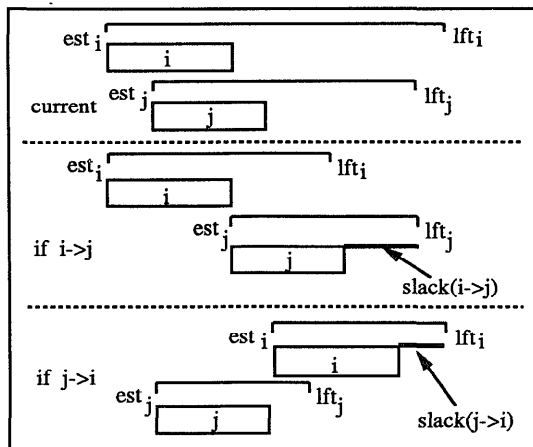 est i
lft i
i
current
est j
lft j
j
est i
lft i
i
if i->j
est j
lft j
j
slack(i->j)
est i
lft i
i
if j->i
est j
lft j
j
slack(j->i)